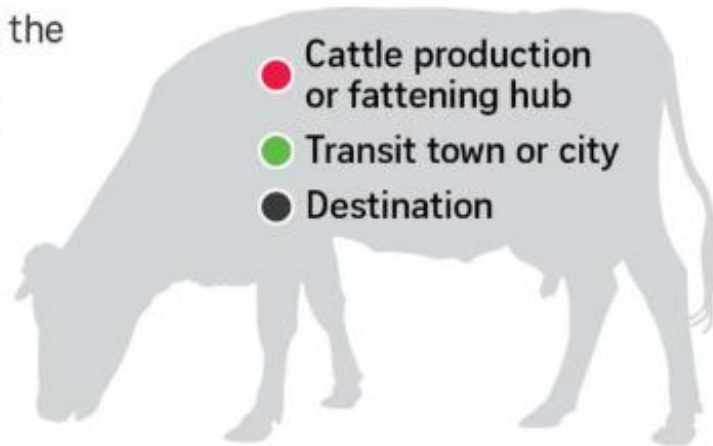 the
Cattle production
or fattening hub
Transit town or city
Destination